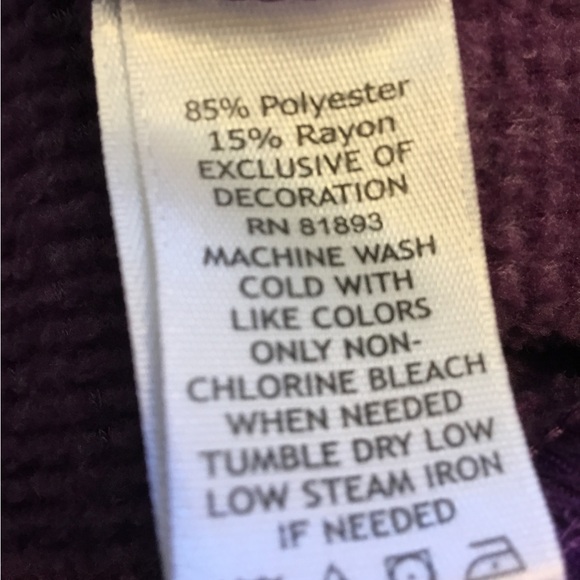 85% Polyester
15% Rayon
EXCLUSIVE OF
DECORATION
RN 81893
MACHINE WASH
COLD WITH
LIKE COLORS
ONLY NON-
CHLORINE BLEACH
WHEN NEEDED
TUMBLE DRY LOW
LOW STEAM IRON
IF NEEDED